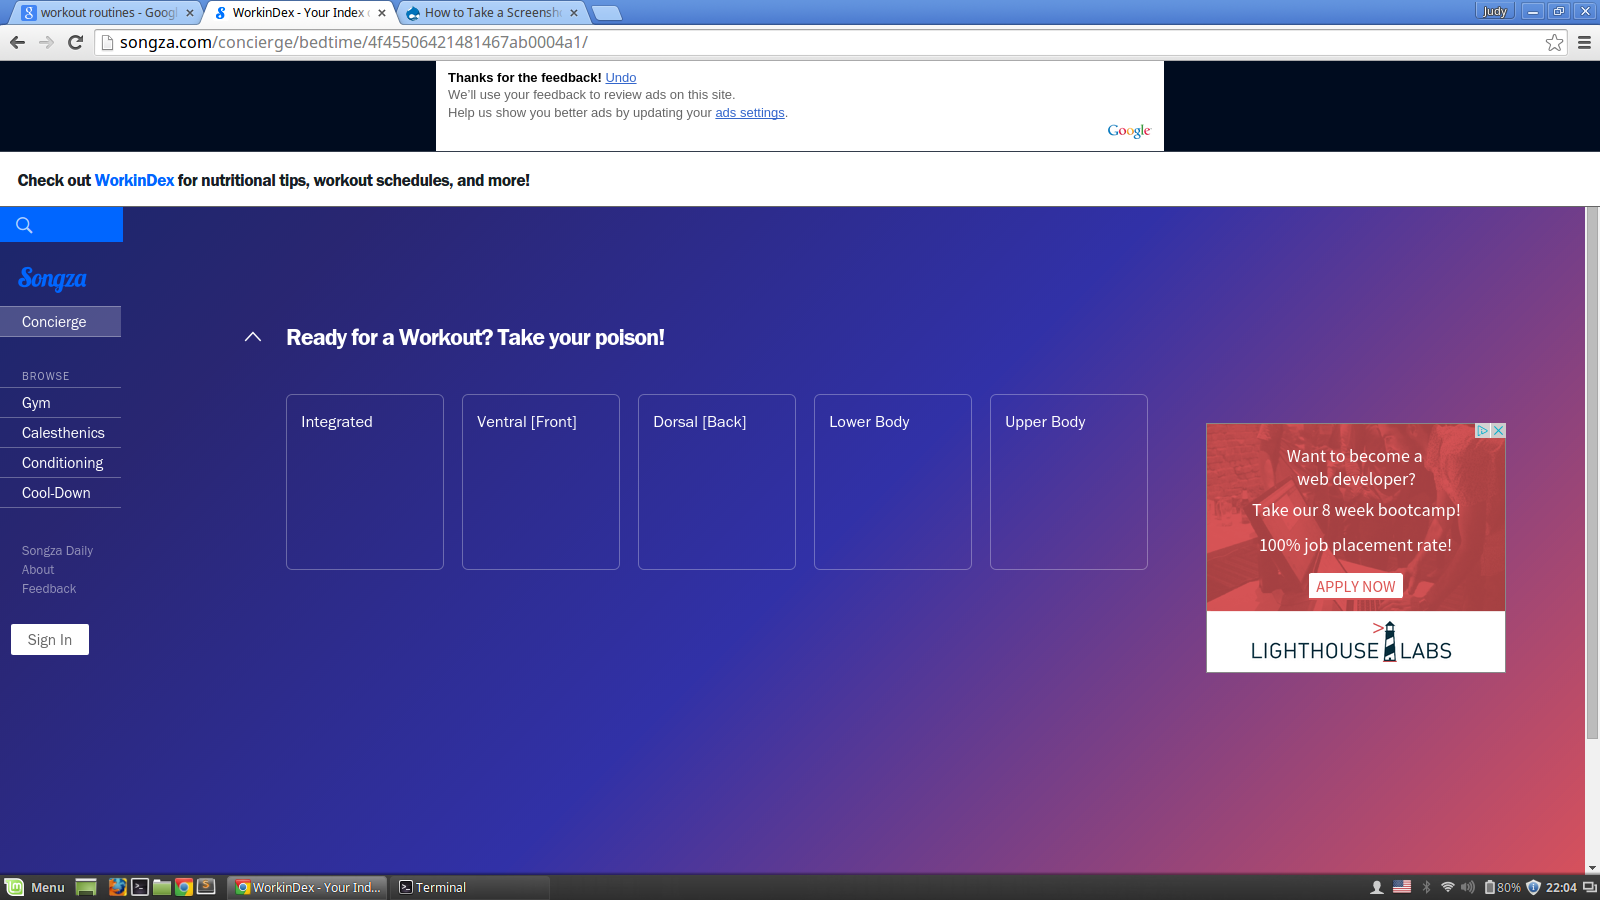 workout routines - Googl
WorkinDex - Your Index
How to Take a Screensh
Judy
songza.com/concierge/bedtime/4f45506421481467ab0004a1/
Thanks for the feedback! Undo
We'll use your feedback to review ads on this site.
Help us show you better ads by updating your ads settings.
Google
Check out WorkinDex for nutritional tips, workout schedules, and more!
Songza
Concierge
BROWSE
Gym
Calesthenics
Conditioning
Cool-Down
Songza Daily
About
Feedback
Sign In
Ready for a Workout? Take your poison!
Integrated
Ventral [Front]
Dorsal [Back]
Lower Body
Upper Body
Want to become a
web developer?
Take our 8 week bootcamp!
100% job placement rate!
APPLY NOW
LIGHTHOUSE LABS
Menu
WorkinDex - Your Ind...
Terminal
80%
22:04